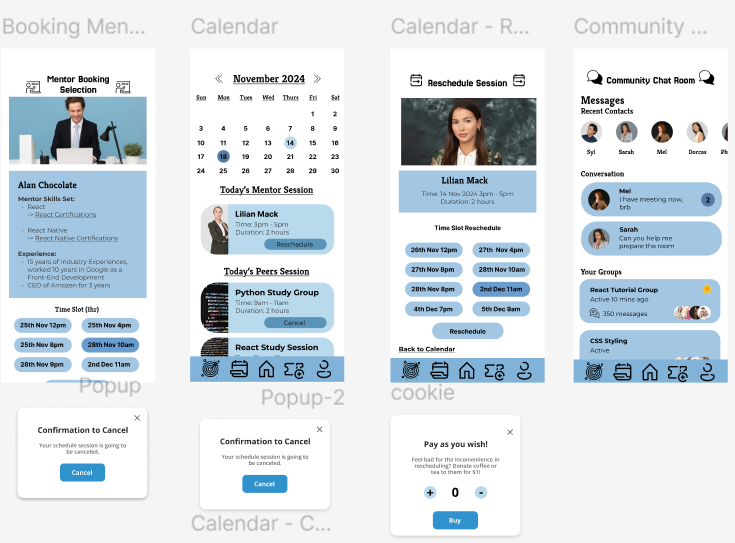 Booking Men...
Mentor Booking
Selection
Alan Chocolate
Mentor Skills Set:
- React
-> React Certifications
- React Native
-> React Native Certifications
Experience:
- 15 years of Industry Experiences,
worked 10 years in Google as a
Front-End Development
- CEO of Amozen for 3 years
Time Slot (1hr)
25th Nov 12pm 25th Nov 4pm
25th Nov 8pm 28th Nov 10am
28th Nov 9pm 2nd Dec 11am
Popup
Confirmation to Cancel
Your schedule session is going to
be canceled.
Cancel
Calendar
November 2024
Sun Mon Tues Wed Thurs Fri Sat
1 2
3 4 5 6 7 8 9
10 11 12 13 14 15 16
17 18 19 20 21 22 23
24 25 26 27 28 29 30
Today's Mentor Session
Lilian Mack
Time: 3pm - 5pm
Duration: 2 hours
Reschedule
Today's Peers Session
Python Study Group
Time: 9am - 11am
Duration: 2 hours
Cancel
React Study Session
Popup-2
Confirmation to Cancel
Your schedule session is going to
be canceled.
Cancel
Calendar - C...
Calendar - R...
Reschedule Session
Lilian Mack
Time: 14 Nov 2024 3pm - 5pm
Duration: 2 hours
Time Slot Reschedule
26th Nov 12pm 27th Nov 4pm
27th Nov 8pm 28th Nov 10am
28th Nov 8pm 2nd Dec 11am
4th Dec 7pm 5th Dec 9am
Reschedule
Back to Calendar
cookie
Pay as you wish!
Feel bad for the inconvenience in
rescheduling? Donate coffee or
tea to them for $1!
+ 0 -
Buy
Community ...
Community Chat Room
Messages
Recent Contacts
Syl Sarah Mel Dorcas Ph
Conversation
Mel
i have meeting now,
brb
2
Sarah
Can you help me
prepare the room
Your Groups
React Tutorial Group
Active 10 mins ago
350 messages
CSS Styling
Active